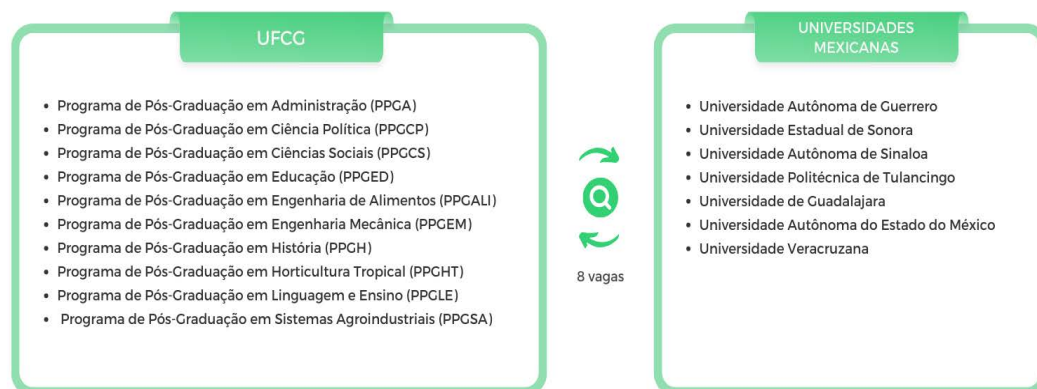 UFCG
• Programa de Pós-Graduação em Administração (PPGA)
• Programa de Pós-Graduação em Ciência Política (PPGCP)
• Programa de Pós-Graduação em Ciências Sociais (PPGCS)
• Programa de Pós-Graduação em Educação (PPGED)
• Programa de Pós-Graduação em Engenharia de Alimentos (PPGALI)
• Programa de Pós-Graduação em Engenharia Mecânica (PPGEM)
• Programa de Pós-Graduação em História (PPGH)
• Programa de Pós-Graduação em Horticultura Tropical (PPGHT)
• Programa de Pós-Graduação em Linguagem e Ensino (PPGLE)
• Programa de Pós-Graduação em Sistemas Agroindustriais (PPGSA)
8 vagas
UNIVERSIDADES
MEXICANAS
• Universidade Autônoma de Guerrero
• Universidade Estadual de Sonora
• Universidade Autônoma de Sinaloa
• Universidade Politécnica de Tulancingo
• Universidade de Guadalajara
• Universidade Autônoma do Estado do México
• Universidade Veracruzana